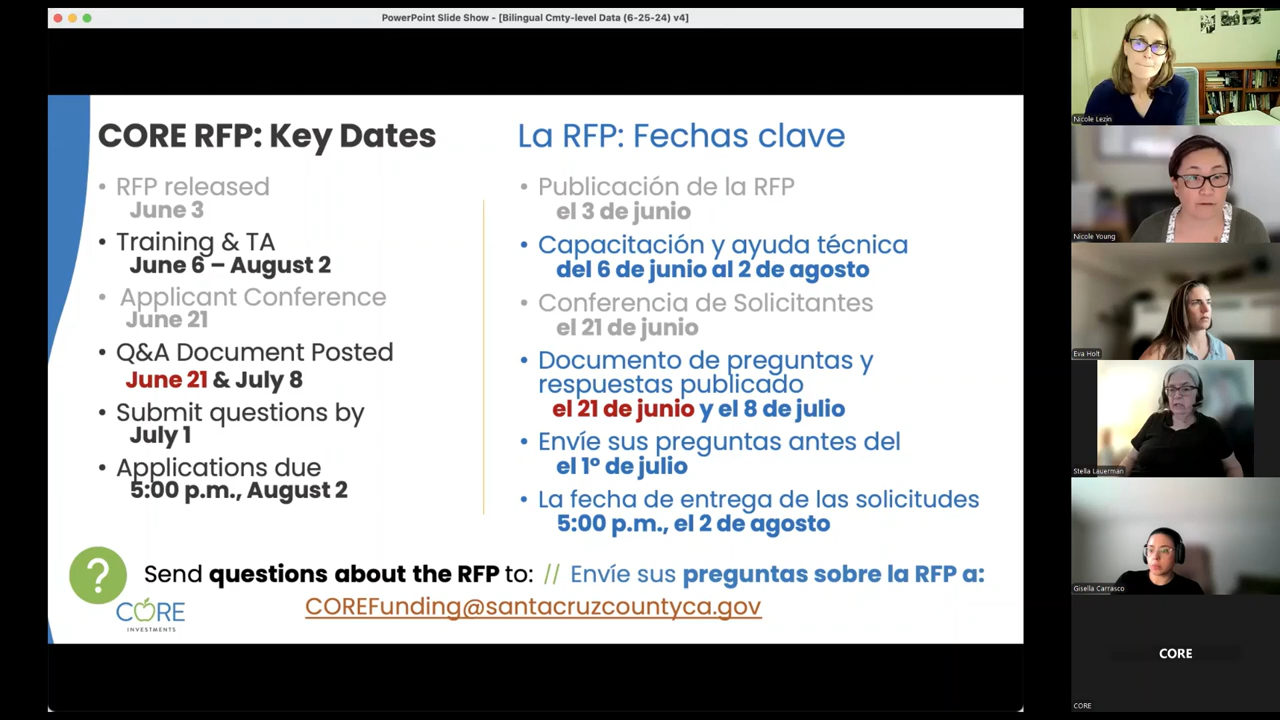 PowerPoint Slide Show - [Bilingual Cmty-level Data (6-25-24) v4]
CORE RFP: Key Dates
• RFP released
June 3
• Training & TA
June 6 – August 2
• Applicant Conference
June 21
• Q&A Document Posted
June 21 & July 8
• Submit questions by
July 1
• Applications due
5:00 p.m., August 2
La RFP: Fechas clave
• Publicación de la RFP
el 3 de junio
• Capacitación y ayuda técnica
del 6 de junio al 2 de agosto
• Conferencia de Solicitantes
el 21 de junio
• Documento de preguntas y
respuestas publicado
el 21 de junio y el 8 de julio
• Envíe sus preguntas antes del
el 1º de julio
• La fecha de entrega de las solicitudes
5:00 p.m., el 2 de agosto
?
Send questions about the RFP to: // Envíe sus preguntas sobre la RFP a:
COREFunding@santacruzcountyca.gov
CORE
INVESTMENTS
Nicole Lezin
Nicole Young
Eva Holt
Stella Lauerman
Gisella Carrasco
CORE
CORE